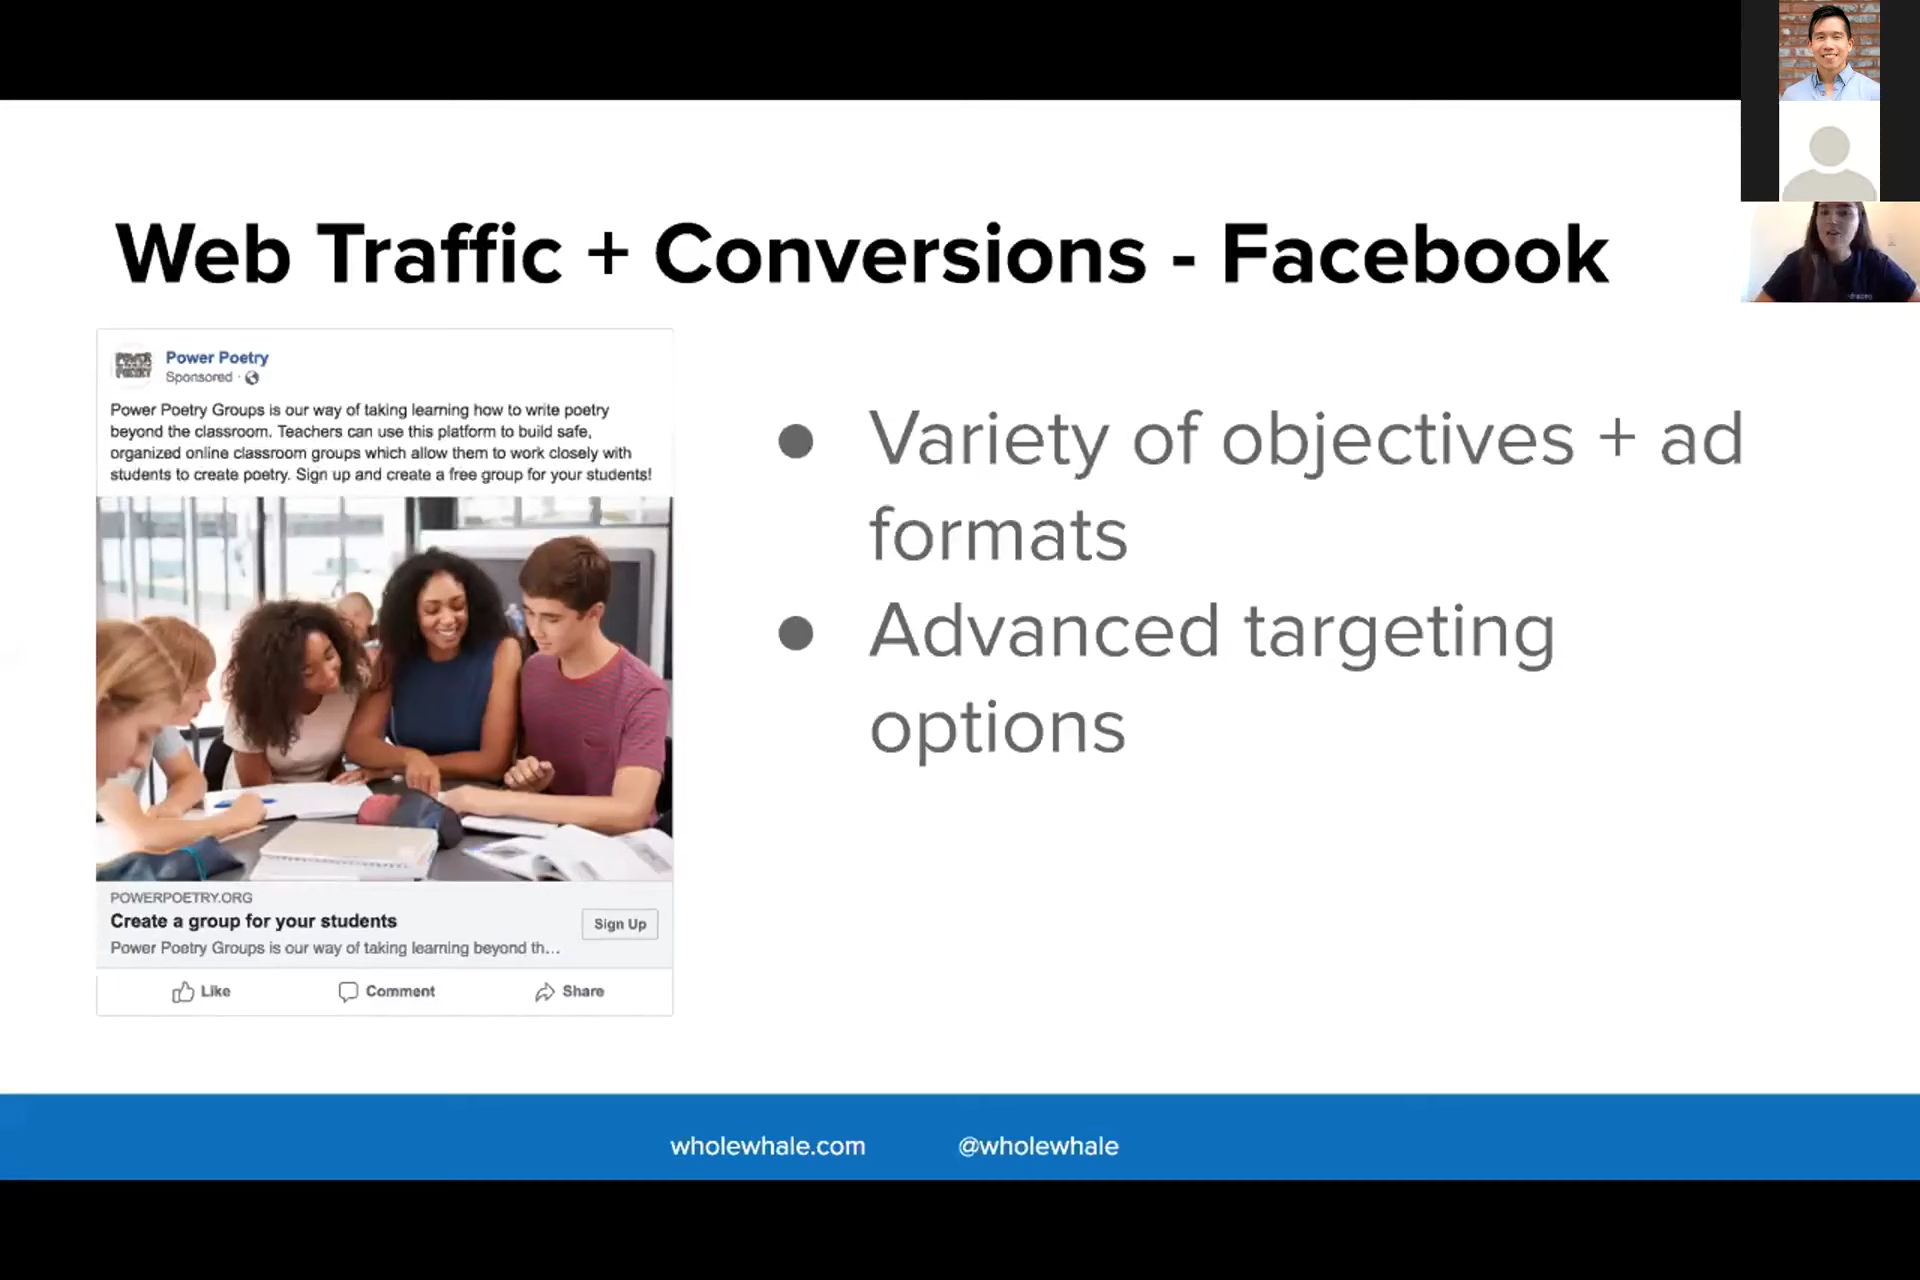 Web Traffic + Conversions - Facebook
POWER
POETRY
Power Poetry
Sponsored ·
Power Poetry Groups is our way of taking learning how to write poetry
beyond the classroom. Teachers can use this platform to build safe,
organized online classroom groups which allow them to work closely with
students to create poetry. Sign up and create a free group for your students!
POWERPOETRY.ORG
Create a group for your students
Sign Up
Power Poetry Groups is our way of taking learning beyond th...
Like
Comment
Share
● Variety of objectives + ad
formats
● Advanced targeting
options
wholewhale.com
@wholewhale